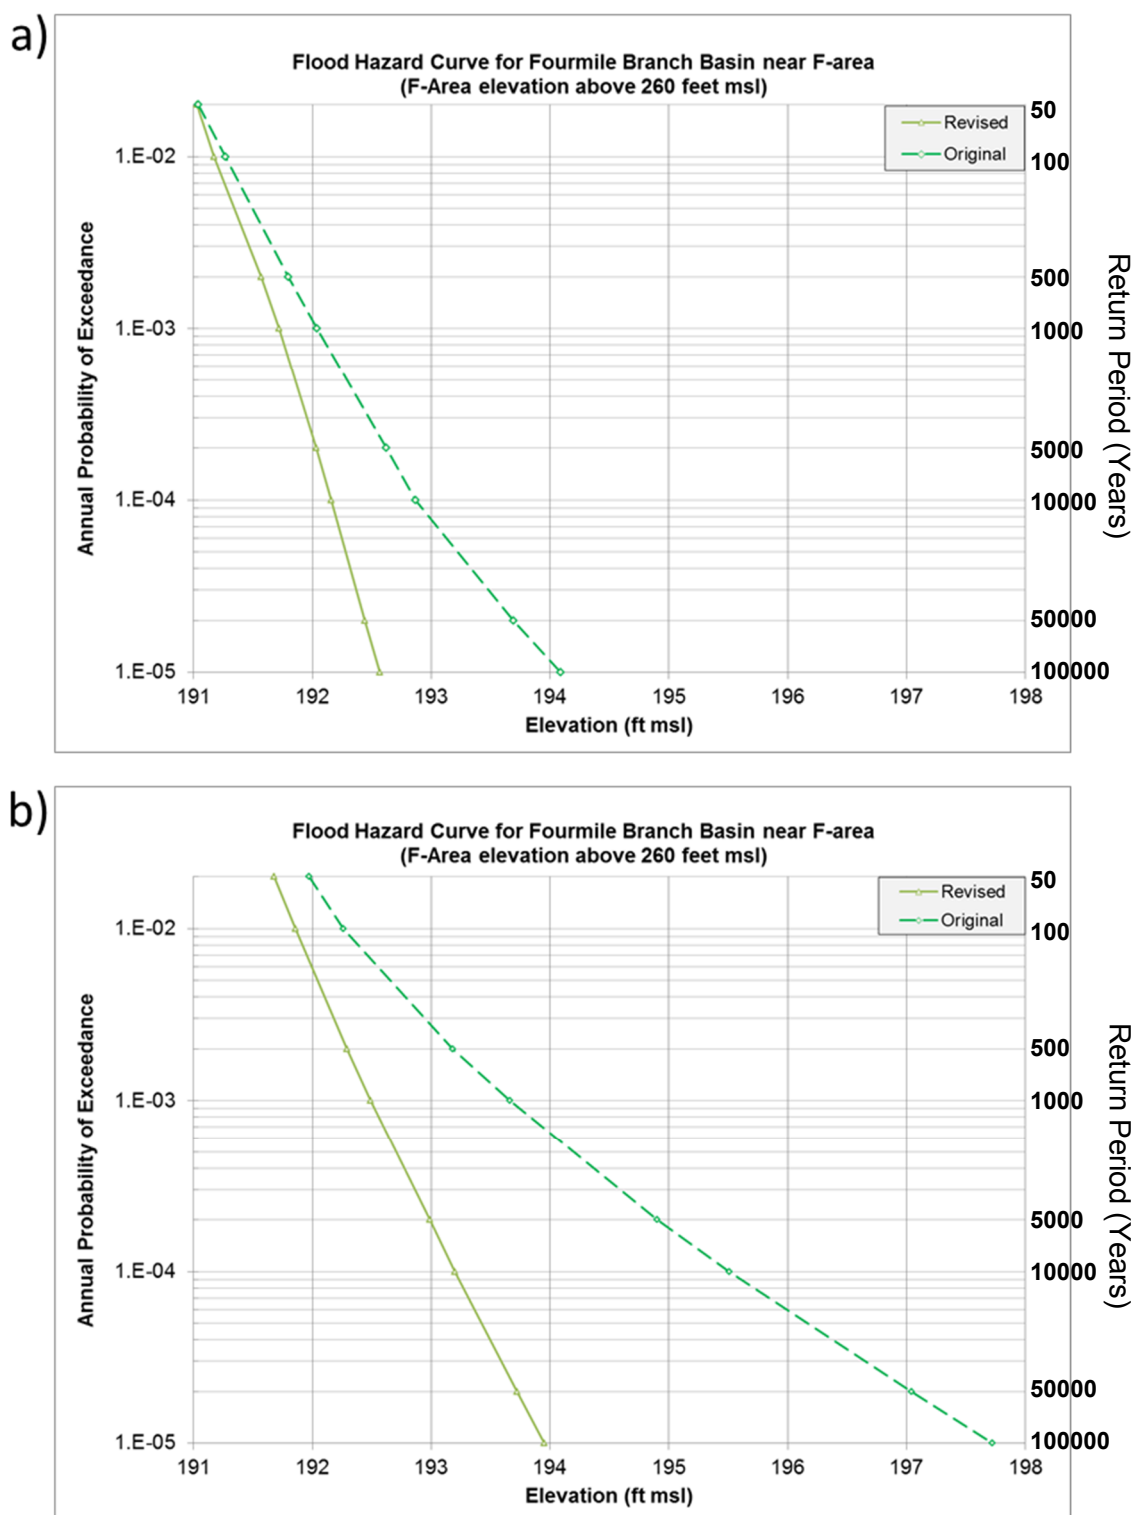 a)
Flood Hazard Curve for Fourmile Branch Basin near F-area
(F-Area elevation above 260 feet msl)
Revised
Original
50
100
500
1000
5000
10000
50000
100000
Return Period (Years)
1.E-02
1.E-03
1.E-04
1.E-05
Annual Probability of Exceedance
191 192 193 194 195 196 197 198
Elevation (ft msl)
b)
Flood Hazard Curve for Fourmile Branch Basin near F-area
(F-Area elevation above 260 feet msl)
Revised
Original
50
100
500
1000
5000
10000
50000
100000
Return Period (Years)
1.E-02
1.E-03
1.E-04
1.E-05
Annual Probability of Exceedance
191 192 193 194 195 196 197 198
Elevation (ft msl)